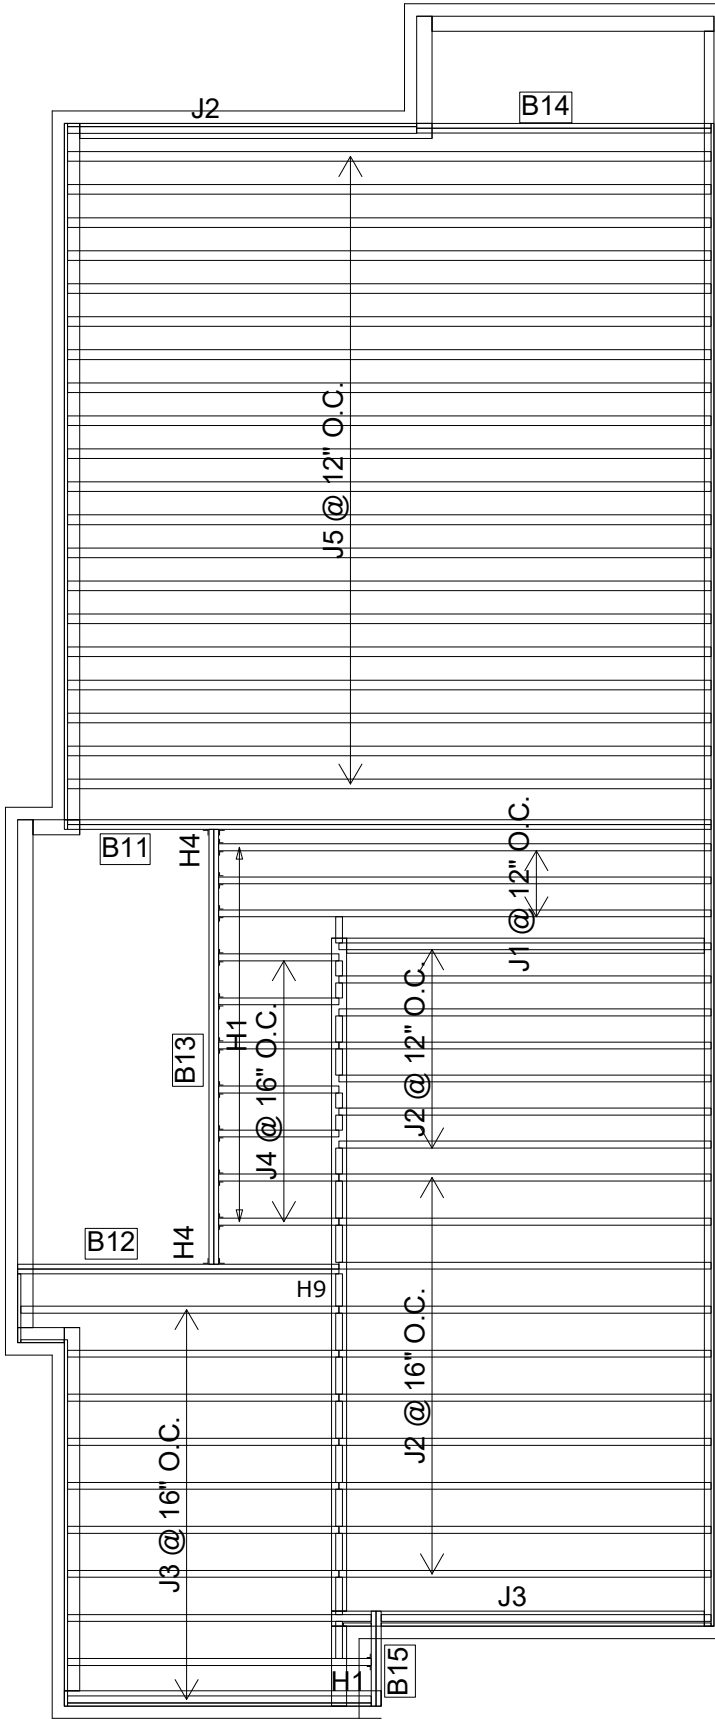 J2
B14
J5 @ 12" O.C.
B11
H4
J1 @ 12" O.C.
H1
B13
J4 @ 16" O.C.
J2 @ 12" O.C.
B12
H4
H9
J2 @ 16" O.C.
J3 @ 16" O.C.
J3
H1
B15